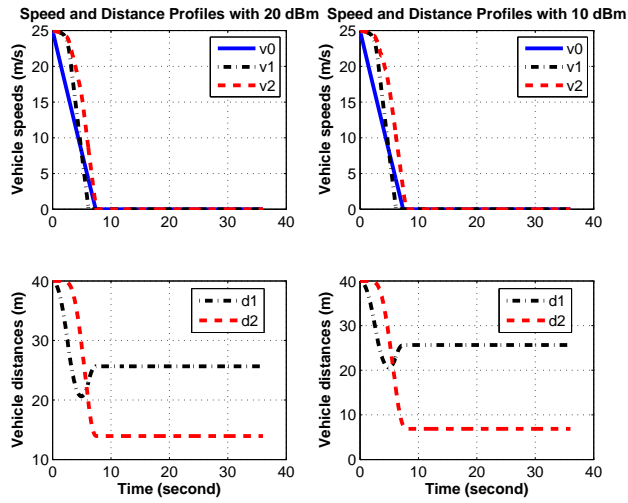 Speed and Distance Profiles with 20 dBm
Speed and Distance Profiles with 10 dBm
Vehicle speeds (m/s)
25
20
15
10
5
0
0 10 20 30 40
v0
v1
v2
Vehicle speeds (m/s)
25
20
15
10
5
0
0 10 20 30 40
v0
v1
v2
Vehicle distances (m)
40
30
20
10
0 10 20 30 40
Time (second)
d1
d2
Vehicle distances (m)
40
30
20
10
0
0 10 20 30 40
Time (second)
d1
d2